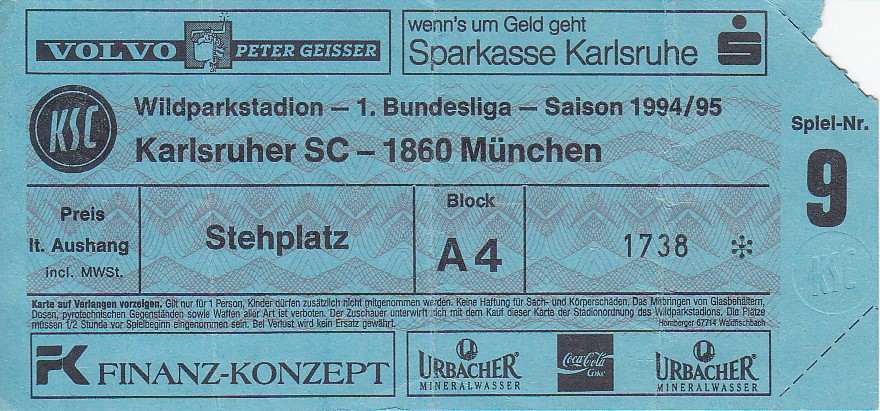 VOLVO PETER GEISSER
wenn's um Geld geht
Sparkasse Karlsruhe
KSC
Wildparkstadion – 1. Bundesliga – Saison 1994/95
Karlsruher SC – 1860 München
Spiel-Nr.
9
Preis
lt. Aushang
incl. MWSt.
Stehplatz
Block
A 4
1738 *
KSC
Karte auf Verlangen vorzeigen. Gilt nur für 1 Person, Kinder dürfen zusätzlich nicht mitgenommen werden. Keine Haftung für Sach- und Körperschäden. Das Mitbringen von Glasbehältern,
Dosen, pyrotechnischen Gegenständen sowie Waffen aller Art ist verboten. Der Zuschauer unterwirft sich mit dem Kauf dieser Karte der Stadionordnung des Wildparkstadions. Die Plätze
müssen 1/2 Stunde vor Spielbeginn eingenommen sein. Bei Verlust wird kein Ersatz gewährt.
Homberger 67714 Waldfischbach
FK FINANZ-KONZEPT
URBACHER
MINERALWASSER
Coca-Cola
Coke
URBACHER
MINERALWASSER